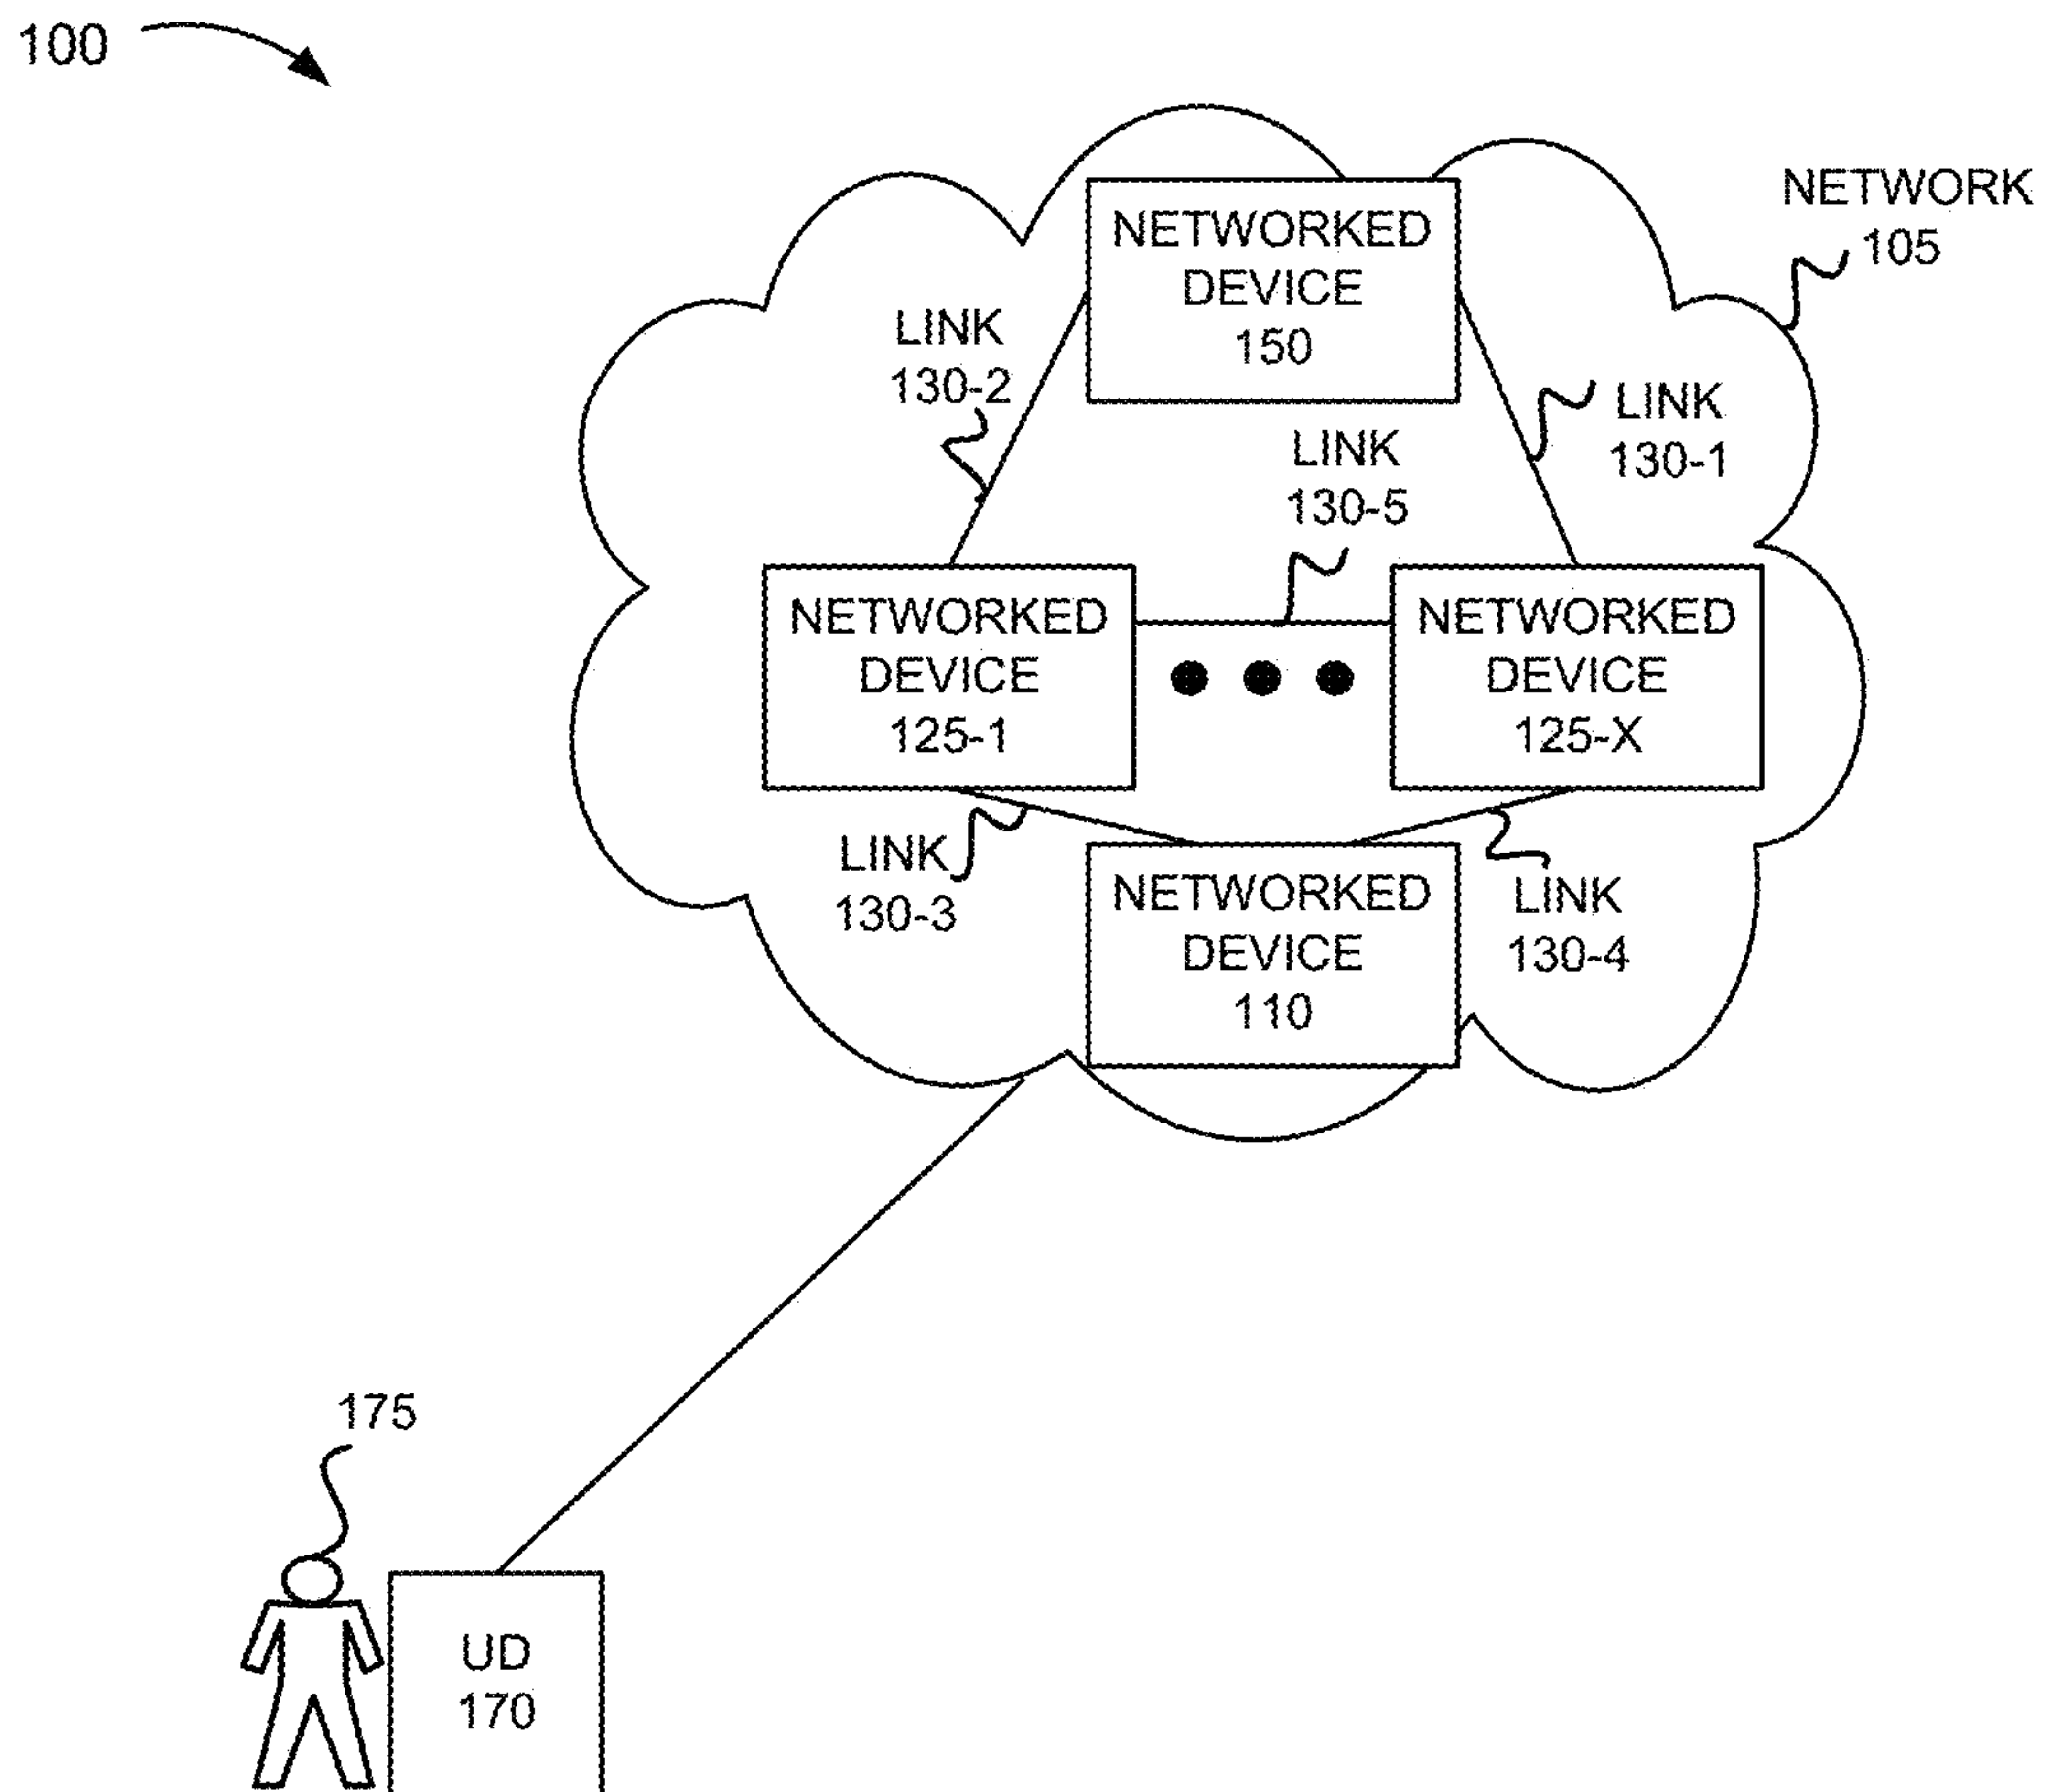 100
NETWORK
105
NETWORKED
DEVICE
150
LINK
130-2
LINK
130-1
LINK
130-5
NETWORKED
DEVICE
125-1
NETWORKED
DEVICE
125-X
LINK
130-3
NETWORKED
DEVICE
110
LINK
130-4
175
UD
170